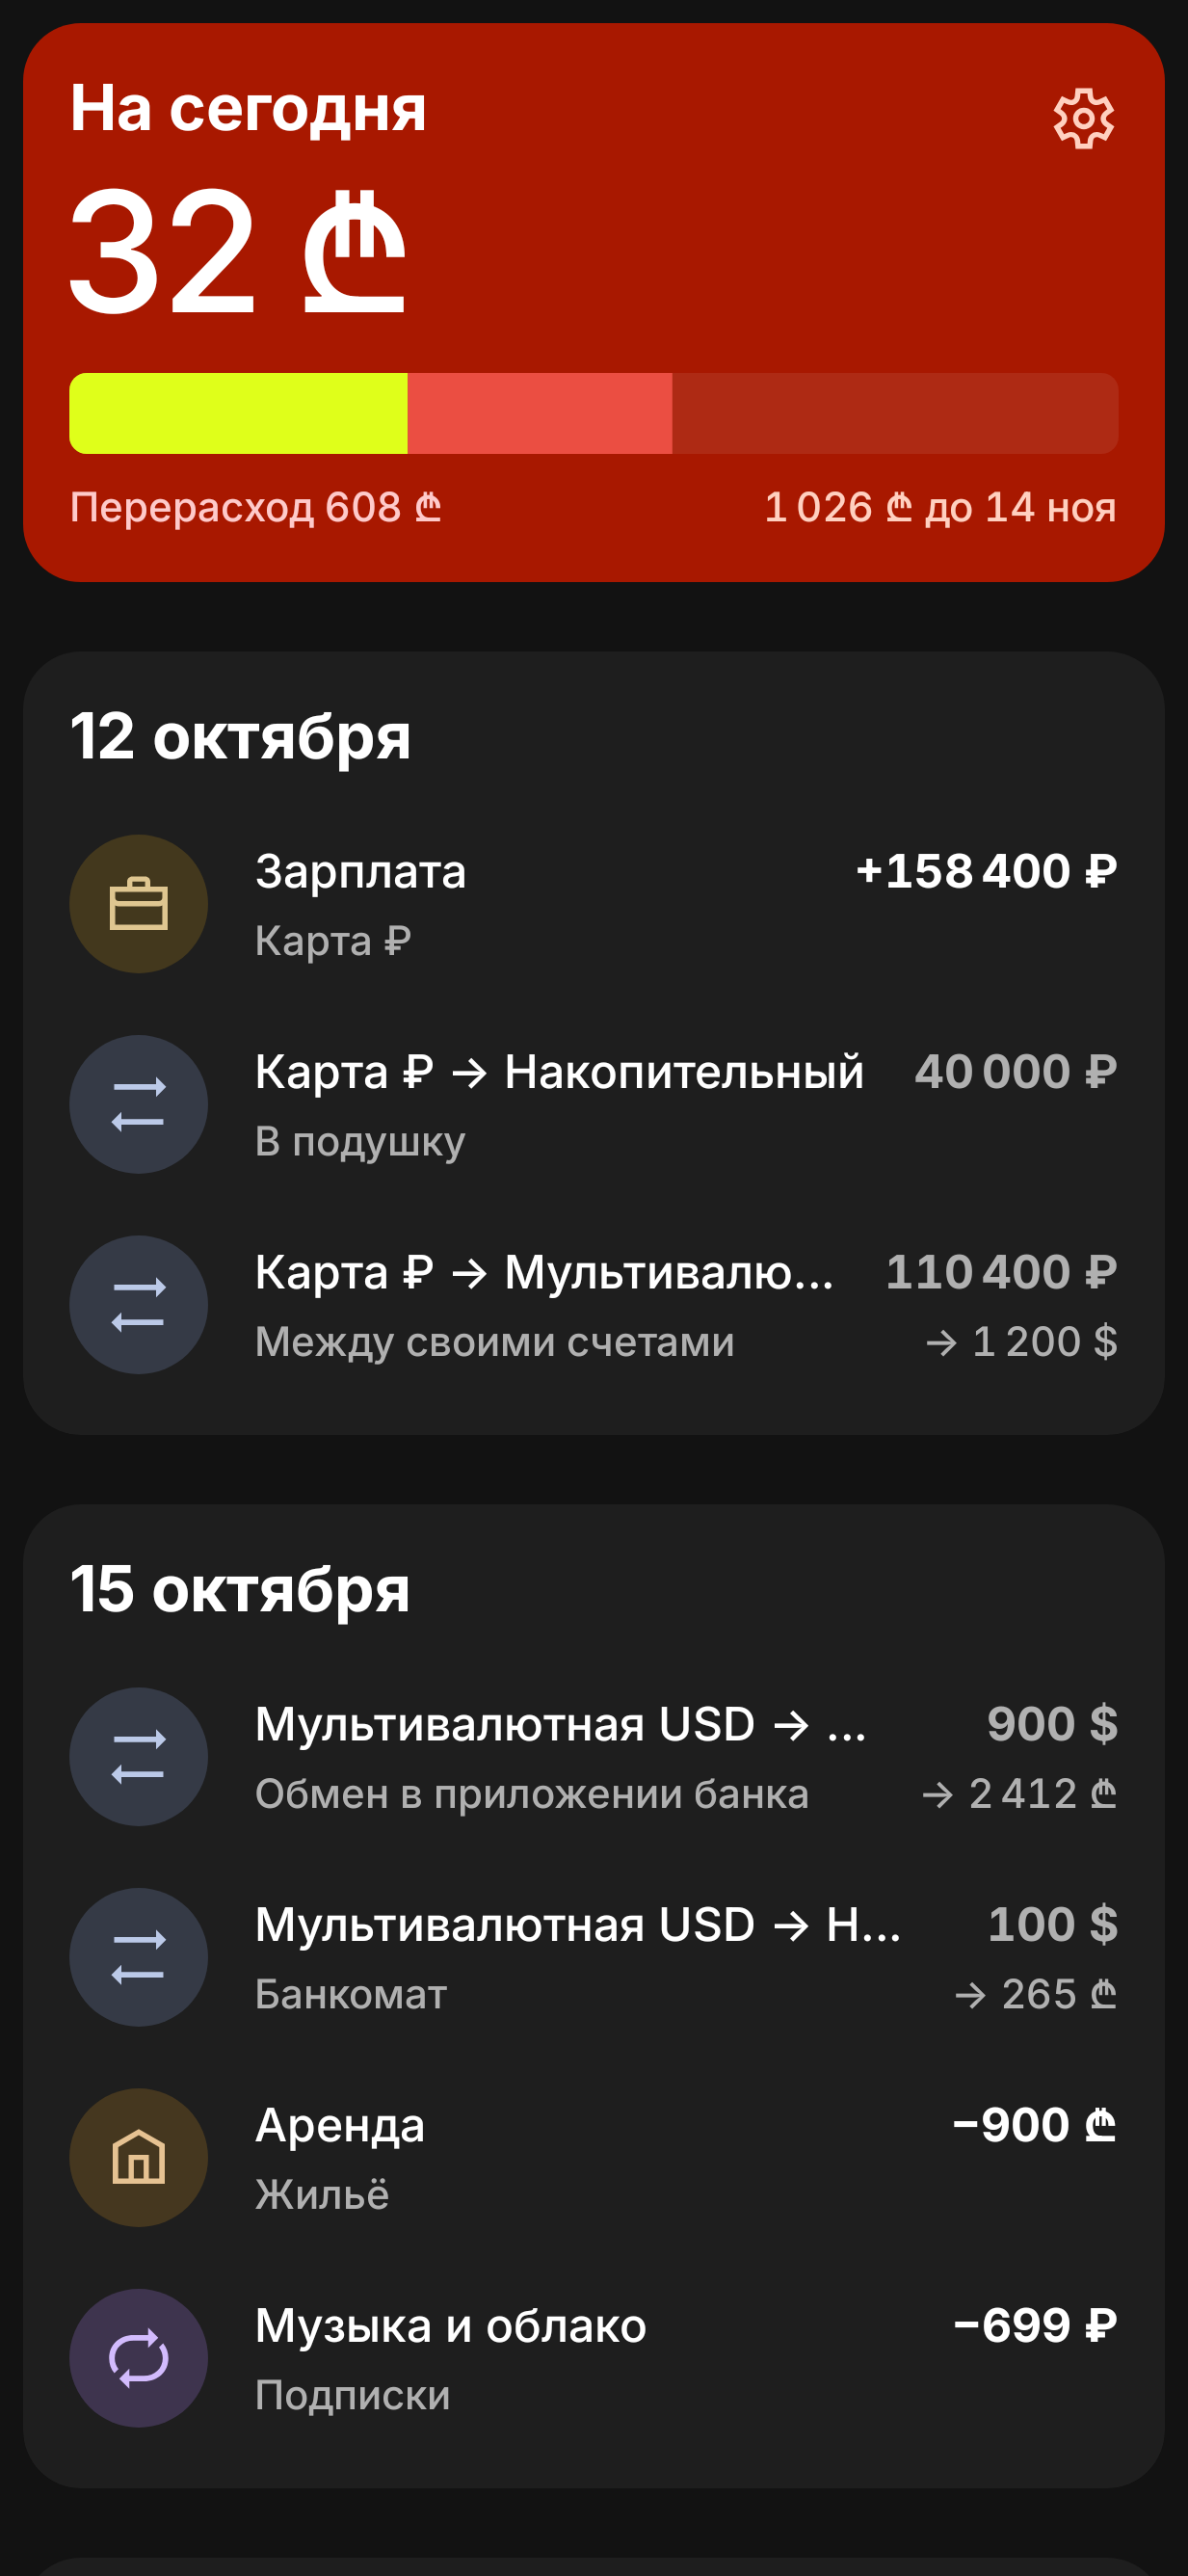 На сегодня
32 ₾
Перерасход 608 ₾ 1 026 ₾ до 14 ноя
12 октября
Зарплата +158 400 ₽
Карта ₽
Карта ₽ → Накопительный 40 000 ₽
В подушку
Карта ₽ → Мультивалю... 110 400 ₽
Между своими счетами → 1 200 $
15 октября
Мультивалютная USD → ... 900 $
Обмен в приложении банка → 2 412 ₾
Мультивалютная USD → Н... 100 $
Банкомат → 265 ₾
Аренда −900 ₾
Жильё
Музыка и облако −699 ₽
Подписки